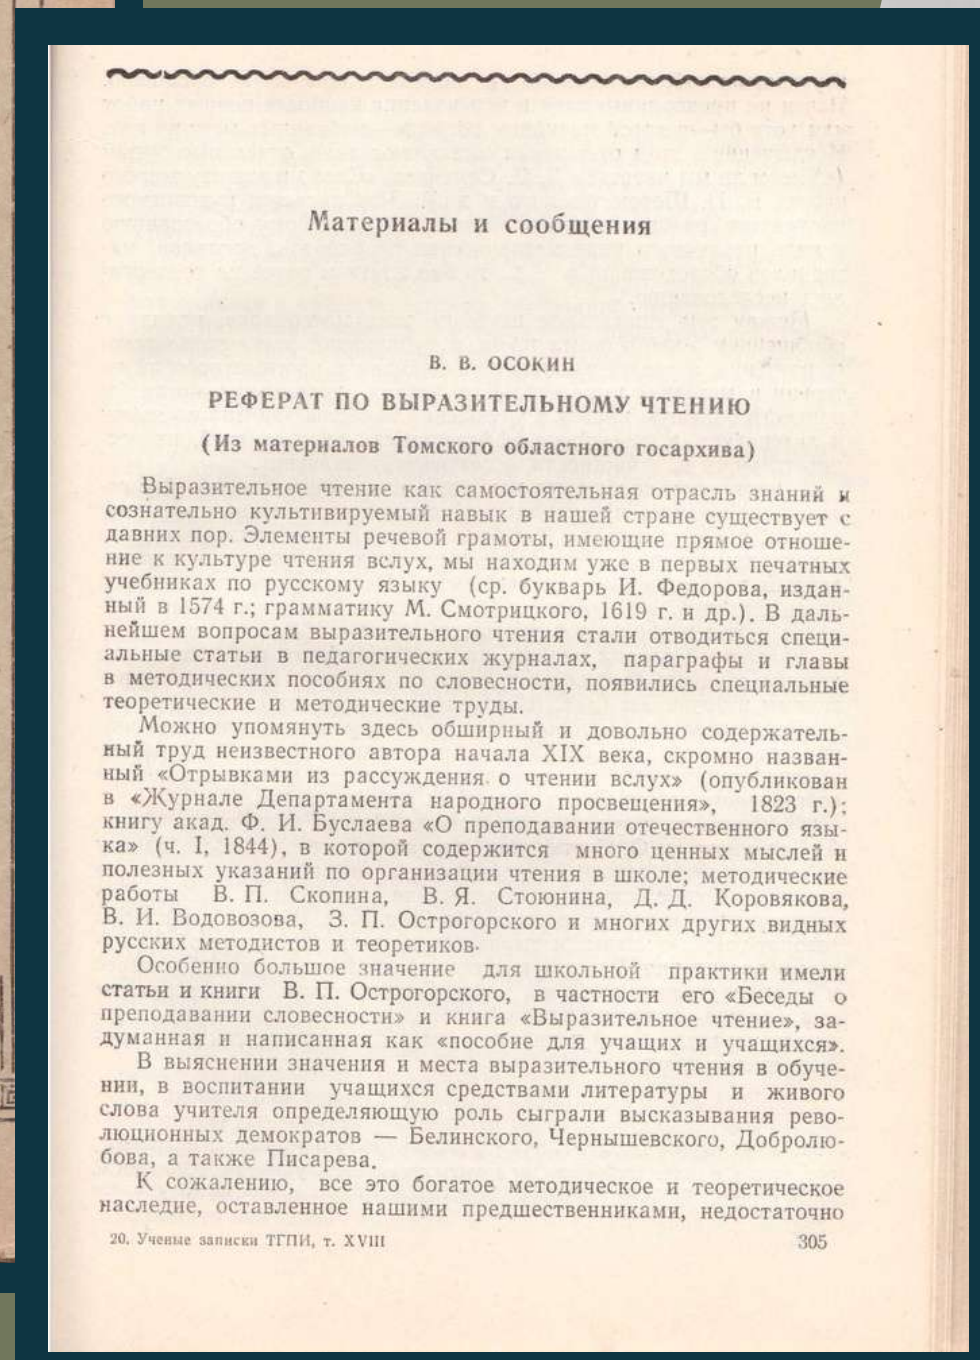 Материалы и сообщения
В. В. ОСОКИН
РЕФЕРАТ ПО ВЫРАЗИТЕЛЬНОМУ ЧТЕНИЮ
(Из материалов Томского областного госархива)
Выразительное чтение как самостоятельная отрасль знаний и
сознательно культивируемый навык в нашей стране существует с
давних пор. Элементы речевой грамоты, имеющие прямое отноше-
ние к культуре чтения вслух, мы находим уже в первых печатных
учебниках по русскому языку (ср. букварь И. Федорова, издан-
ный в 1574 г.; грамматику М. Смотрицкого, 1619 г. и др.). В даль-
нейшем вопросам выразительного чтения стали отводиться специ-
альные статьи в педагогических журналах, параграфы и главы
в методических пособиях по словесности, появились специальные
теоретические и методические труды.
Можно упомянуть здесь обширный и довольно содержатель-
ный труд неизвестного автора начала XIX века, скромно назван-
ный «Отрывками из рассуждения о чтении вслух» (опубликован
в «Журнале Департамента народного просвещения», 1823 г.);
книгу акад. Ф. И. Буслаева «О преподавании отечественного язы-
ка» (ч. I, 1844), в которой содержится много ценных мыслей и
полезных указаний по организации чтения в школе; методические
работы В. П. Скопина, В. Я. Стоюнина, Д. Д. Коровякова,
В. И. Водовозова, З. П. Острогорского и многих других видных
русских методистов и теоретиков.
Особенно большое значение для школьной практики имели
статьи и книги В. П. Острогорского, в частности его «Беседы о
преподавании словесности» и книга «Выразительное чтение», за-
думанная и написанная как «пособие для учащих и учащихся».
В выяснении значения и места выразительного чтения в обуче-
нии, в воспитании учащихся средствами литературы и живого
слова учителя определяющую роль сыграли высказывания рево-
люционных демократов — Белинского, Чернышевского, Добролю-
бова, а также Писарева.
К сожалению, все это богатое методическое и теоретическое
наследие, оставленное нашими предшественниками, недостаточно
20. Ученые записки ТГПИ, т. XVIII 305